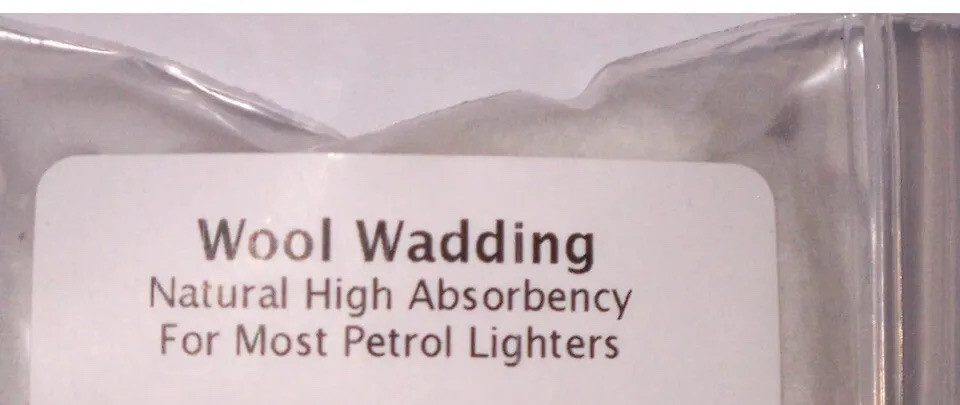 Wool Wadding
Natural High Absorbency
For Most Petrol Lighters